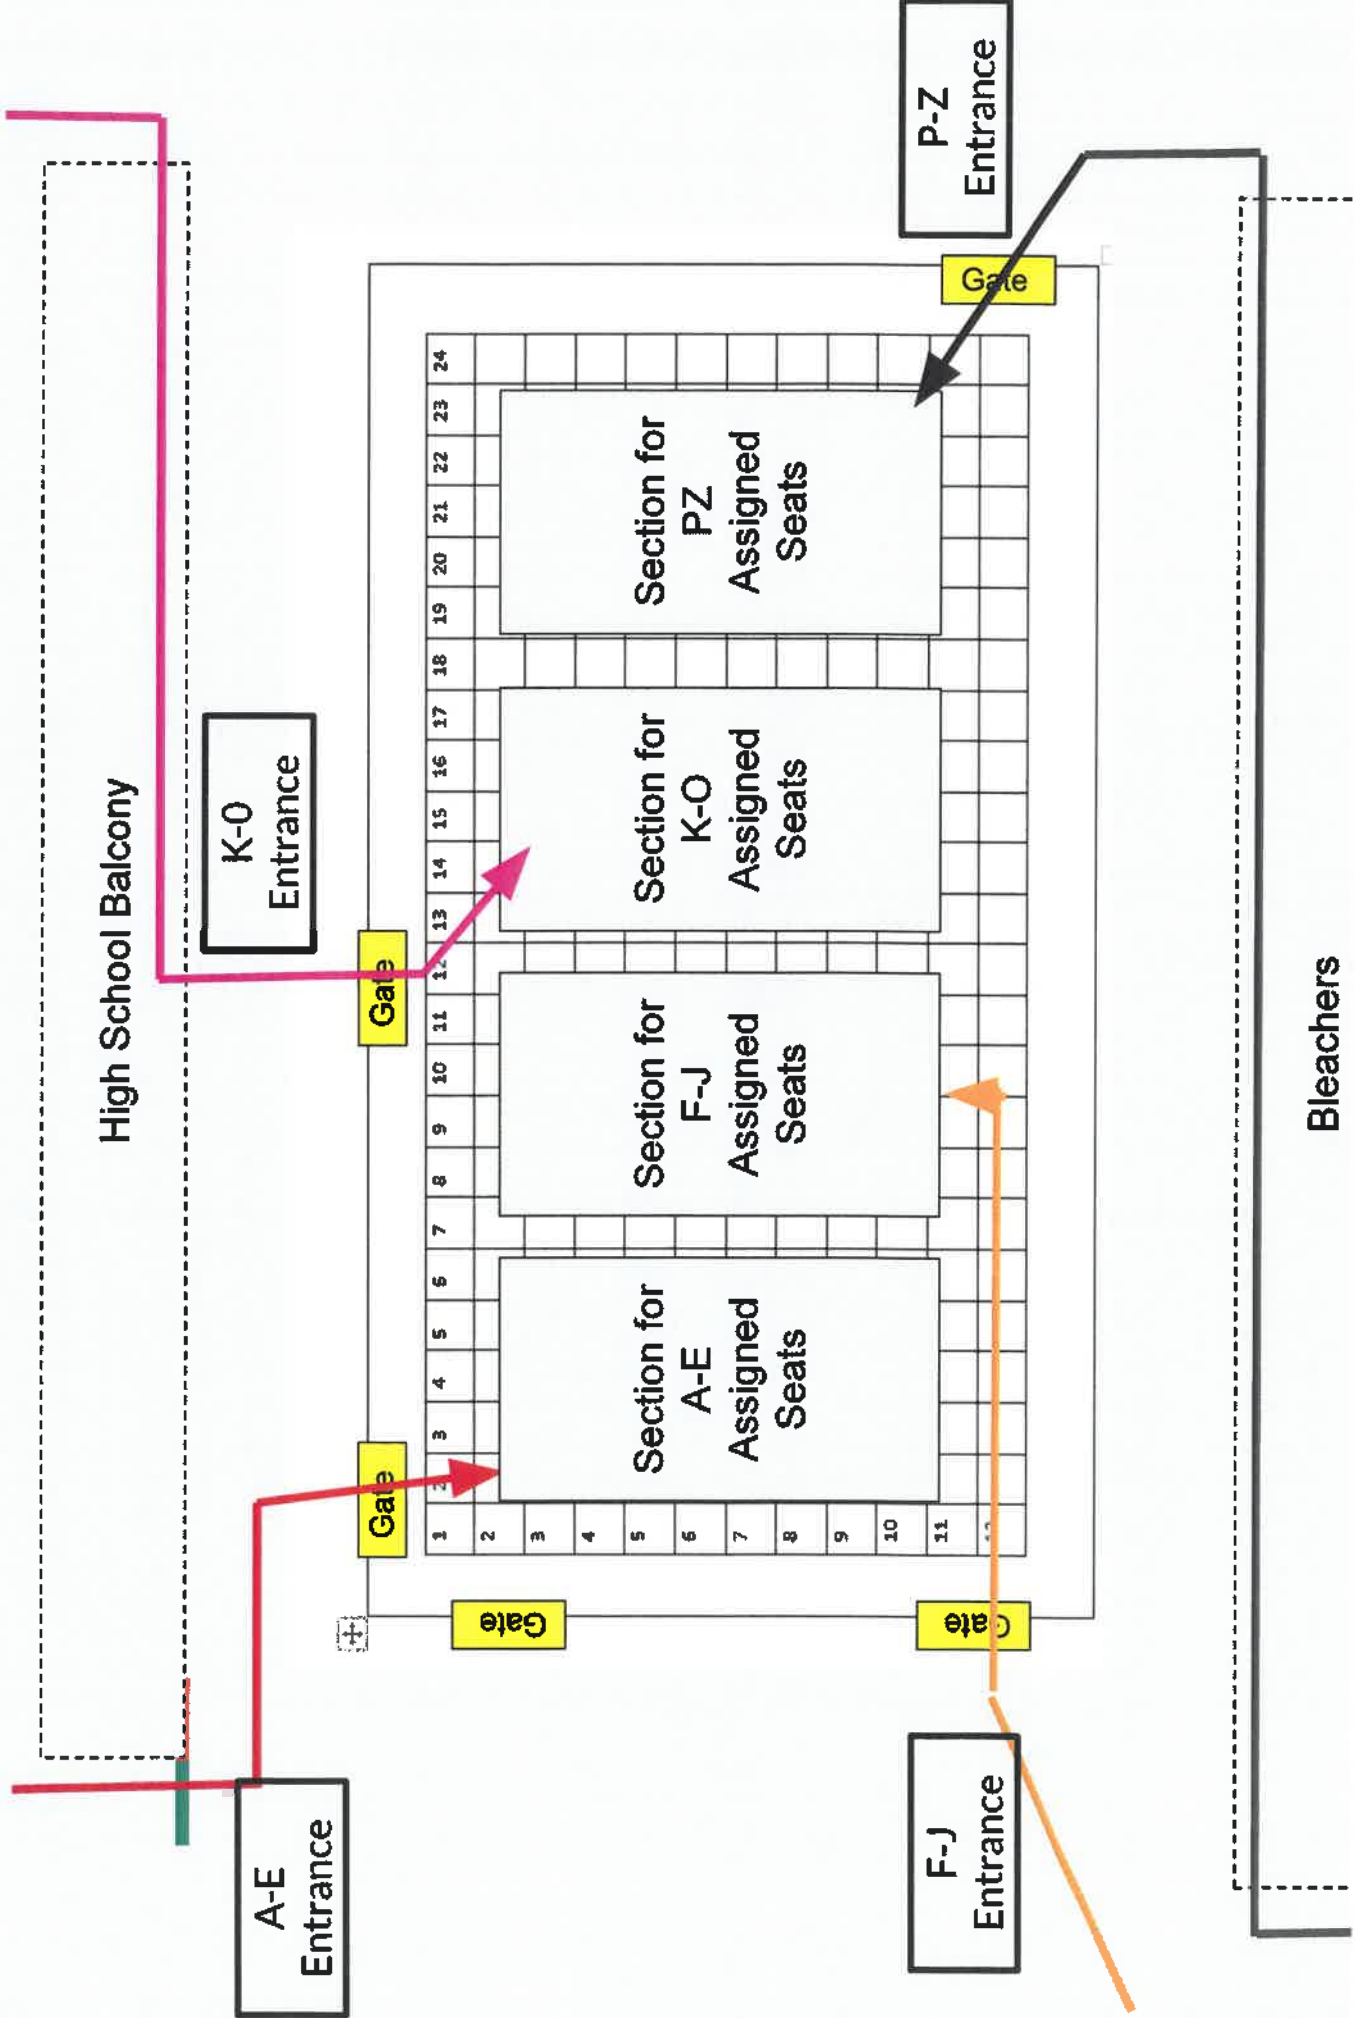 High School Balcony
A-E
Entrance
K-O
Entrance
Gate
Gate
1 2 3 4 5 6 7 8 9 10 11 12 13 14 15 16 17 18 19 20 21 22 23 24
2
3
4
5
6
7
8
9
10
11
12
Gate
Gate
Section for
A-E
Assigned
Seats
Section for
F-J
Assigned
Seats
Section for
K-O
Assigned
Seats
Section for
PZ
Assigned
Seats
F-J
Entrance
P-Z
Entrance
Gate
Bleachers